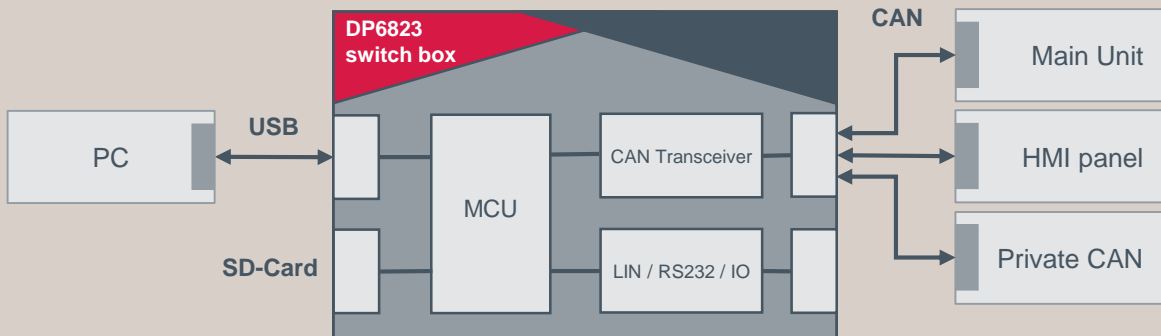 DP6823
switch box
CAN
Main Unit
USB
PC
CAN Transceiver
HMI panel
MCU
SD-Card
LIN / RS232 / IO
Private CAN